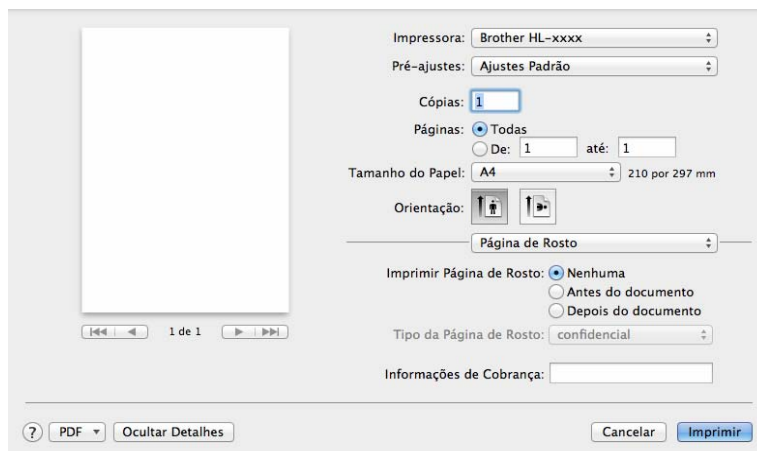 Impressora: Brother HL-xxxx
Pré-ajustes: Ajustes Padrão
Cópias: 1
Páginas: Todas
De: 1 até: 1
Tamanho do Papel: A4 210 por 297 mm
Orientação:
Página de Rosto
Imprimir Página de Rosto: Nenhuma
Antes do documento
Depois do documento
1 de 1
Tipo da Página de Rosto: confidencial
Informações de Cobrança:
? PDF Ocultar Detalhes Cancelar Imprimir